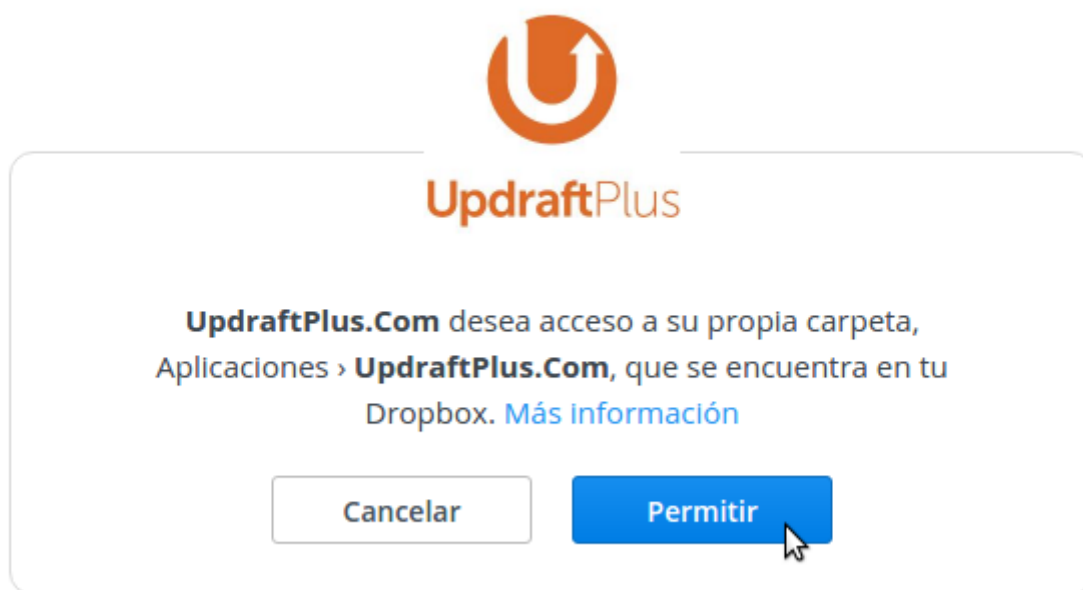 UpdraftPlus
UpdraftPlus.Com desea acceso a su propia carpeta,
Aplicaciones › UpdraftPlus.Com, que se encuentra en tu
Dropbox. Más información
Cancelar Permitir